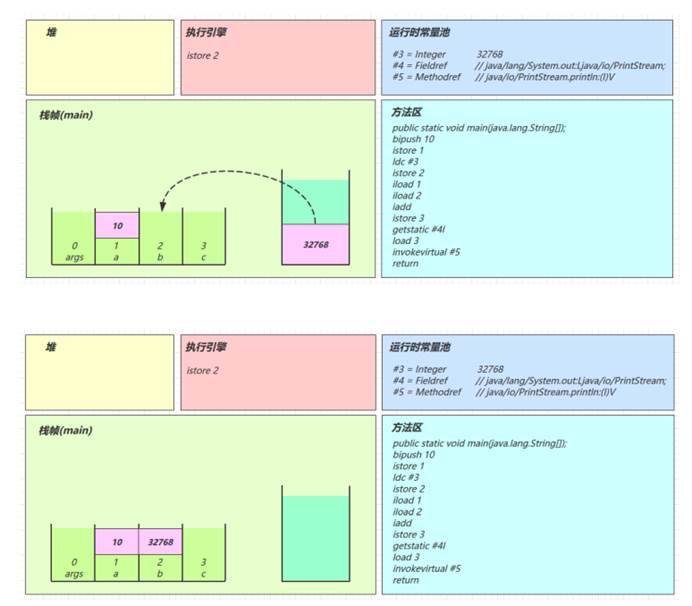 堆
执行引擎
istore 2
运行时常量池
#3 = Integer 32768
#4 = Fieldref // java/lang/System.out:Ljava/io/PrintStream;
#5 = Methodref // java/io/PrintStream.println:(I)V
栈帧(main)
10
32768
0 1 2 3
args a b c
方法区
public static void main(java.lang.String[]);
bipush 10
istore 1
ldc #3
istore 2
iload 1
iload 2
iadd
istore 3
getstatic #4I
load 3
invokevirtual #5
return
堆
执行引擎
istore 2
运行时常量池
#3 = Integer 32768
#4 = Fieldref // java/lang/System.out:Ljava/io/PrintStream;
#5 = Methodref // java/io/PrintStream.println:(I)V
栈帧(main)
10 32768
0 1 2 3
args a b c
方法区
public static void main(java.lang.String[]);
bipush 10
istore 1
ldc #3
istore 2
iload 1
iload 2
iadd
istore 3
getstatic #4I
load 3
invokevirtual #5
return